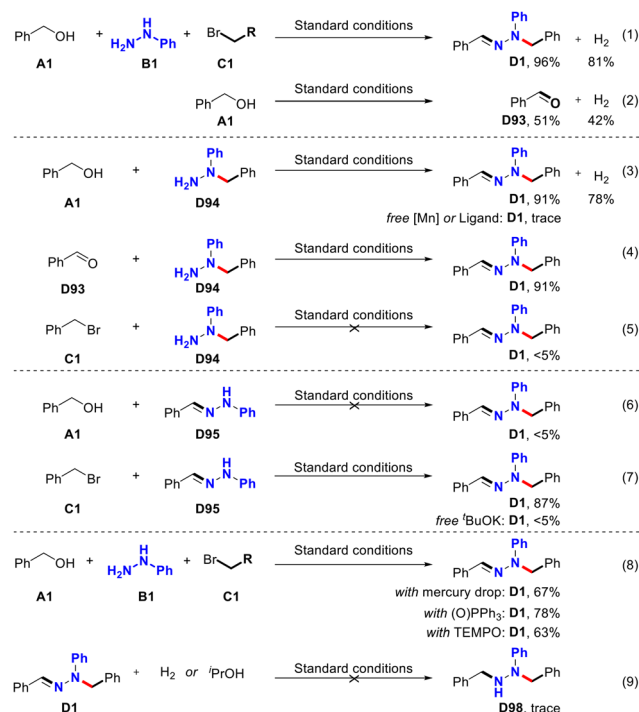 Ph OH + H2N H N Ph + Br R Standard conditions Ph N Ph N Ph + H2 (1)
A1 B1 C1 D1, 96% 81%
Ph OH Standard conditions Ph O + H2 (2)
A1 D93, 51% 42%
Ph OH + H2N Ph N Ph Standard conditions Ph N Ph N Ph + H2 (3)
A1 D94 D1, 91% 78%
free [Mn] or Ligand: D1, trace
Ph O + H2N Ph N Ph Standard conditions Ph N Ph N Ph (4)
D93 D94 D1, 91%
Ph Br + H2N Ph N Ph Standard conditions Ph N Ph N Ph (5)
C1 D94 D1, <5%
Ph OH + Ph N H N Ph Standard conditions Ph N Ph N Ph (6)
A1 D95 D1, <5%
Ph Br + Ph N H N Ph Standard conditions Ph N Ph N Ph (7)
C1 D95 D1, 87%
free tBuOK: D1, <5%
Ph OH + H2N H N Ph + Br R Standard conditions Ph N Ph N Ph (8)
A1 B1 C1 with mercury drop: D1, 67%
with (O)PPh3: D1, 78%
with TEMPO: D1, 63%
Ph N Ph N Ph + H2 or iPrOH Standard conditions Ph N H Ph N Ph (9)
D1 D98, trace